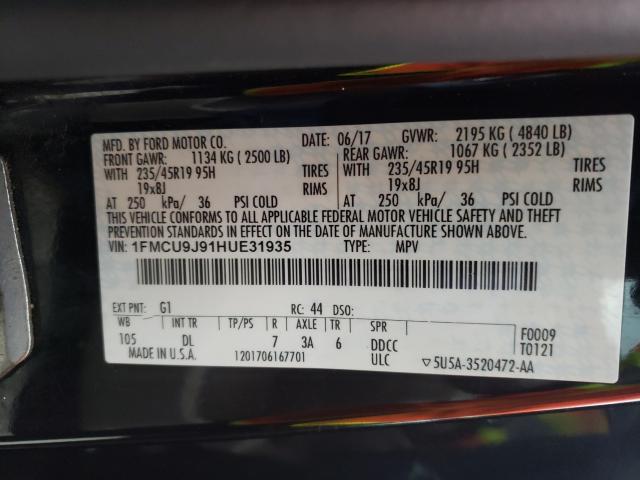 MFD. BY FORD MOTOR CO. DATE: 06/17 GVWR: 2195 KG ( 4840 LB)
FRONT GAWR: 1134 KG ( 2500 LB) REAR GAWR: 1067 KG ( 2352 LB)
WITH 235/45R19 95H TIRES WITH 235/45R19 95H TIRES
19x8J RIMS 19x8J RIMS
AT 250 kPa/ 36 PSI COLD AT 250 kPa/ 36 PSI COLD
THIS VEHICLE CONFORMS TO ALL APPLICABLE FEDERAL MOTOR VEHICLE SAFETY AND THEFT
PREVENTION STANDARDS IN EFFECT ON THE DATE OF MANUFACTURE SHOWN ABOVE.
VIN: 1FMCU9J91HUE31935 TYPE: MPV
EXT PNT: G1 RC: 44 DSO:
WB INT TR TP/PS R AXLE TR SPR F0009
105 DL 7 3A 6 DDCC T0121
MADE IN U.S.A. 1201706167701 ULC ▽5U5A-3520472-AA